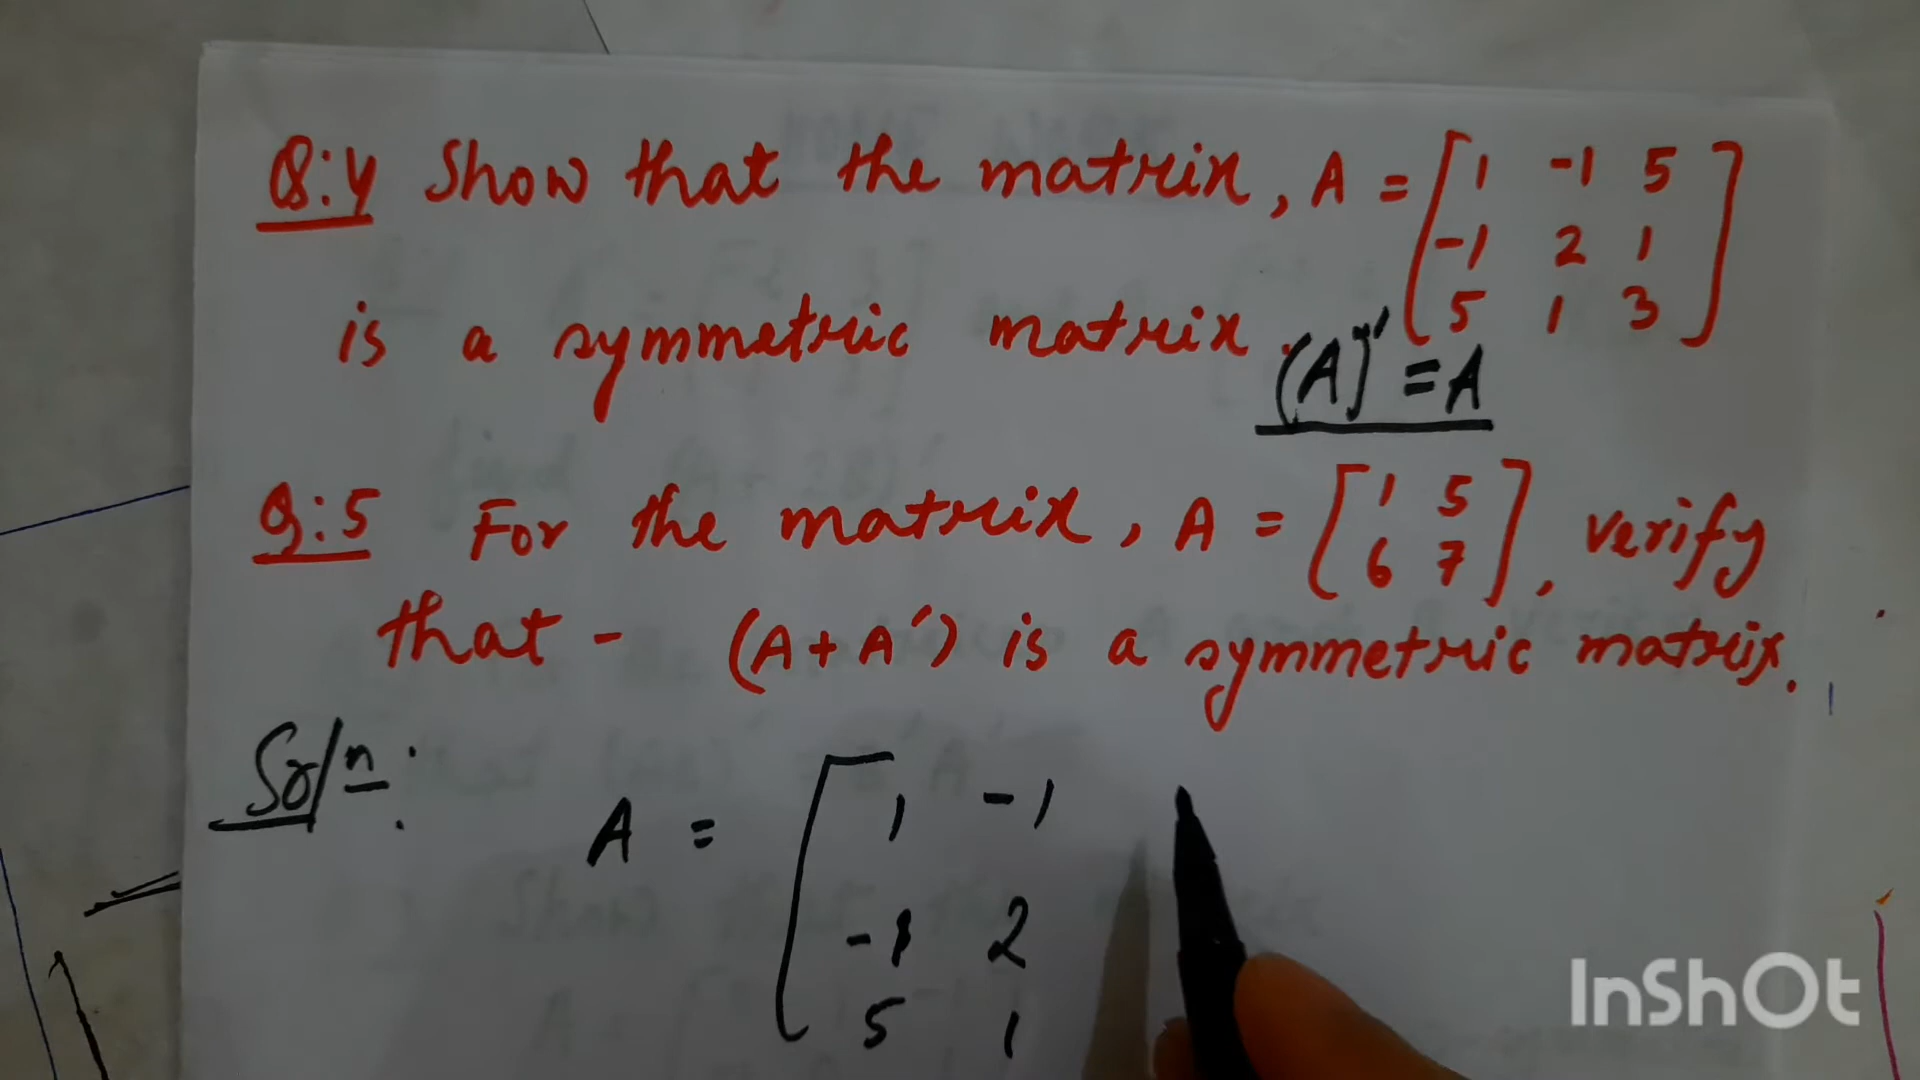 Q:4 Show that the matrix, A = [1 -1 5
-1 2 1
5 1 3]
is a symmetric matrix.
(A)' = A
Q:5 For the matrix, A = [1 5
6 7], verify
that - (A + A') is a symmetric matrix.
Soln:
A = [1 -1
-1 2
5 1
InShOt